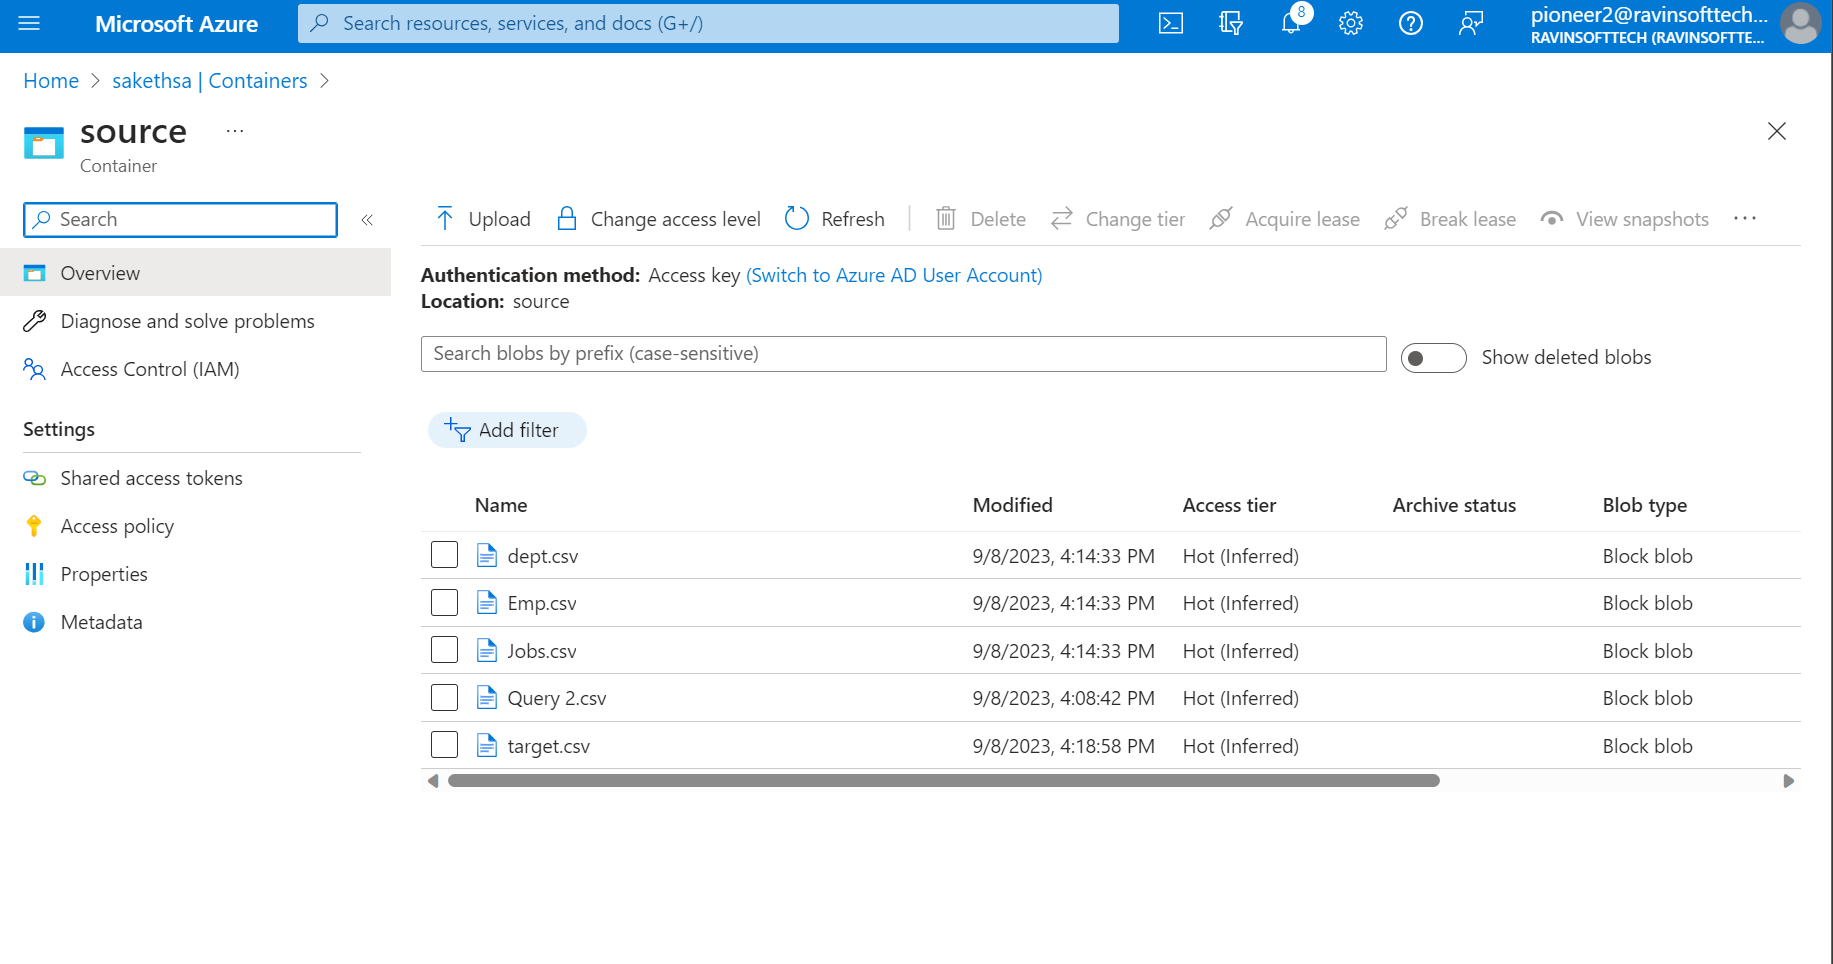 Microsoft Azure
Search resources, services, and docs (G+/)
8
pioneer2@ravinsofttech...
RAVINSOFTTECH (RAVINSOFTTE...
Home > sakethsa | Containers >
source ...
Container
Search «
Upload Change access level Refresh Delete Change tier Acquire lease Break lease View snapshots ...
Overview
Diagnose and solve problems
Access Control (IAM)
Settings
Shared access tokens
Access policy
Properties
Metadata
Authentication method: Access key (Switch to Azure AD User Account)
Location: source
Search blobs by prefix (case-sensitive)
Show deleted blobs
Add filter
Name Modified Access tier Archive status Blob type
dept.csv 9/8/2023, 4:14:33 PM Hot (Inferred) Block blob
Emp.csv 9/8/2023, 4:14:33 PM Hot (Inferred) Block blob
Jobs.csv 9/8/2023, 4:14:33 PM Hot (Inferred) Block blob
Query 2.csv 9/8/2023, 4:08:42 PM Hot (Inferred) Block blob
target.csv 9/8/2023, 4:18:58 PM Hot (Inferred) Block blob